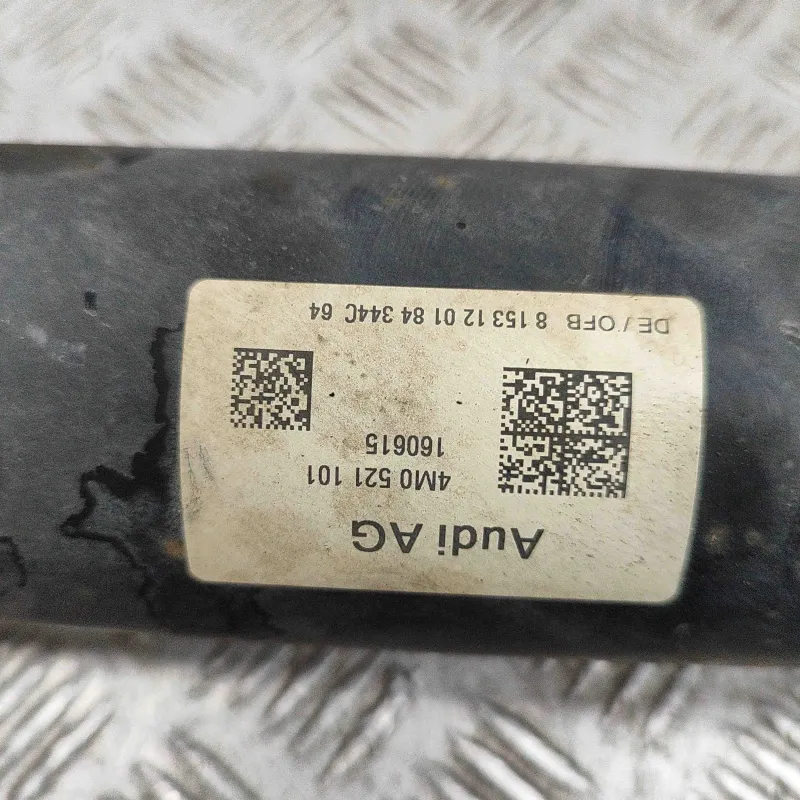 Audi AG
4M0 521 101
160615
DE / OFB 8 153 12 01 84 344C 64